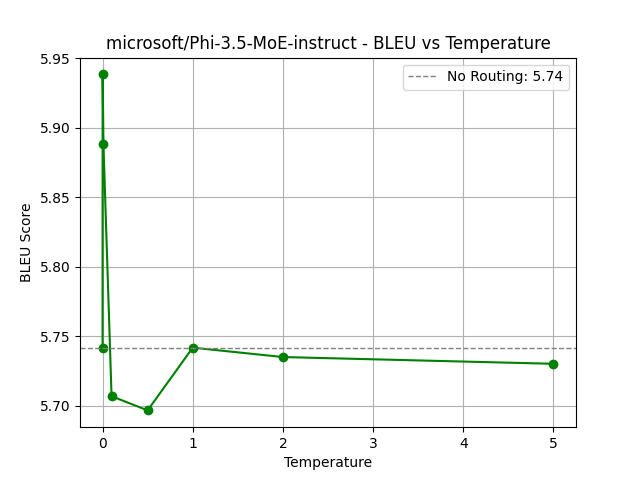 microsoft/Phi-3.5-MoE-instruct - BLEU vs Temperature
No Routing: 5.74
BLEU Score
5.95
5.90
5.85
5.80
5.75
5.70
0 1 2 3 4 5
Temperature